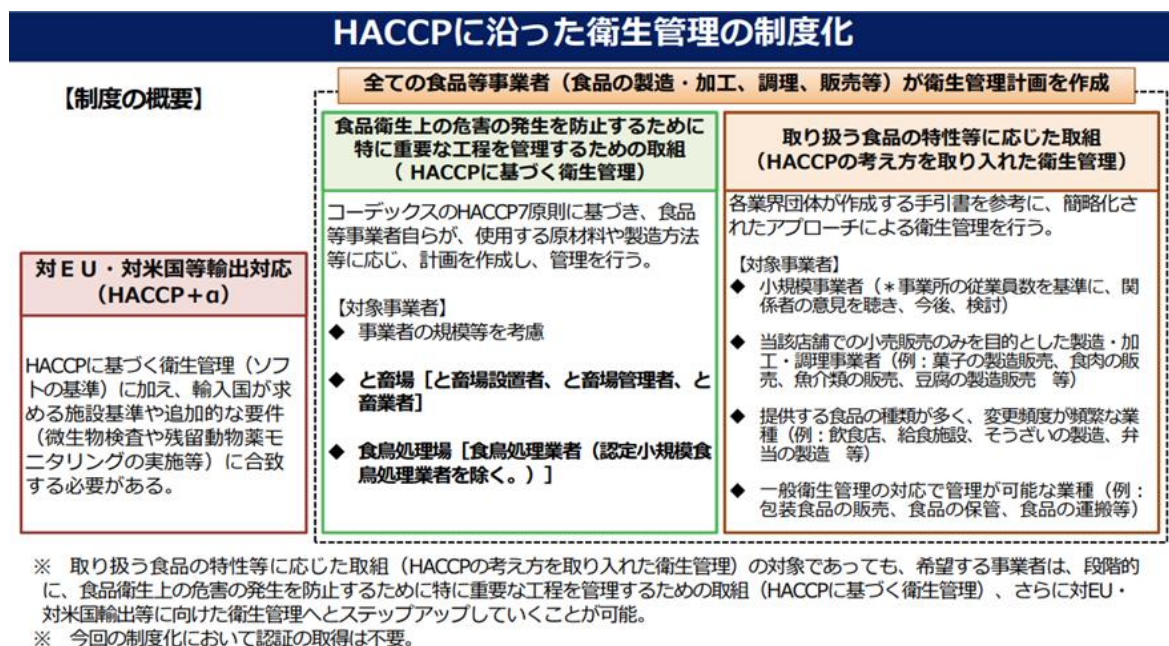 HACCPに沿った衛生管理の制度化
【制度の概要】
全ての食品等事業者（食品の製造・加工、調理、販売等）が衛生管理計画を作成
対ＥＵ・対米国等輸出対応
（HACCP＋α）
HACCPに基づく衛生管理（ソフ
トの基準）に加え、輸入国が求
める施設基準や追加的な要件
（微生物検査や残留動物薬モ
ニタリングの実施等）に合致
する必要がある。
食品衛生上の危害の発生を防止するために
特に重要な工程を管理するための取組
（ HACCPに基づく衛生管理）
コーデックスのHACCP7原則に基づき、食品
等事業者自らが、使用する原材料や製造方法
等に応じ、計画を作成し、管理を行う。
【対象事業者】
◆ 事業者の規模等を考慮
◆ と畜場［と畜場設置者、と畜場管理者、と
畜業者］
◆ 食鳥処理場［食鳥処理業者（認定小規模食
鳥処理業者を除く。）］
取り扱う食品の特性等に応じた取組
（HACCPの考え方を取り入れた衛生管理）
各業界団体が作成する手引書を参考に、簡略化さ
れたアプローチによる衛生管理を行う。
【対象事業者】
◆ 小規模事業者（＊事業所の従業員数を基準に、関
係者の意見を聴き、今後、検討）
◆ 当該店舗での小売販売のみを目的とした製造・加
工・調理事業者（例：菓子の製造販売、食肉の販
売、魚介類の販売、豆腐の製造販売 等）
◆ 提供する食品の種類が多く、変更頻度が頻繁な業
種（例：飲食店、給食施設、そうざいの製造、弁
当の製造 等）
◆ 一般衛生管理の対応で管理が可能な業種（例：
包装食品の販売、食品の保管、食品の運搬等）
※ 取り扱う食品の特性等に応じた取組（HACCPの考え方を取り入れた衛生管理）の対象であっても、希望する事業者は、段階的
に、食品衛生上の危害の発生を防止するために特に重要な工程を管理するための取組（HACCPに基づく衛生管理）、さらに対EU・
対米国輸出等に向けた衛生管理へとステップアップしていくことが可能。
※ 今回の制度化において認証の取得は不要。